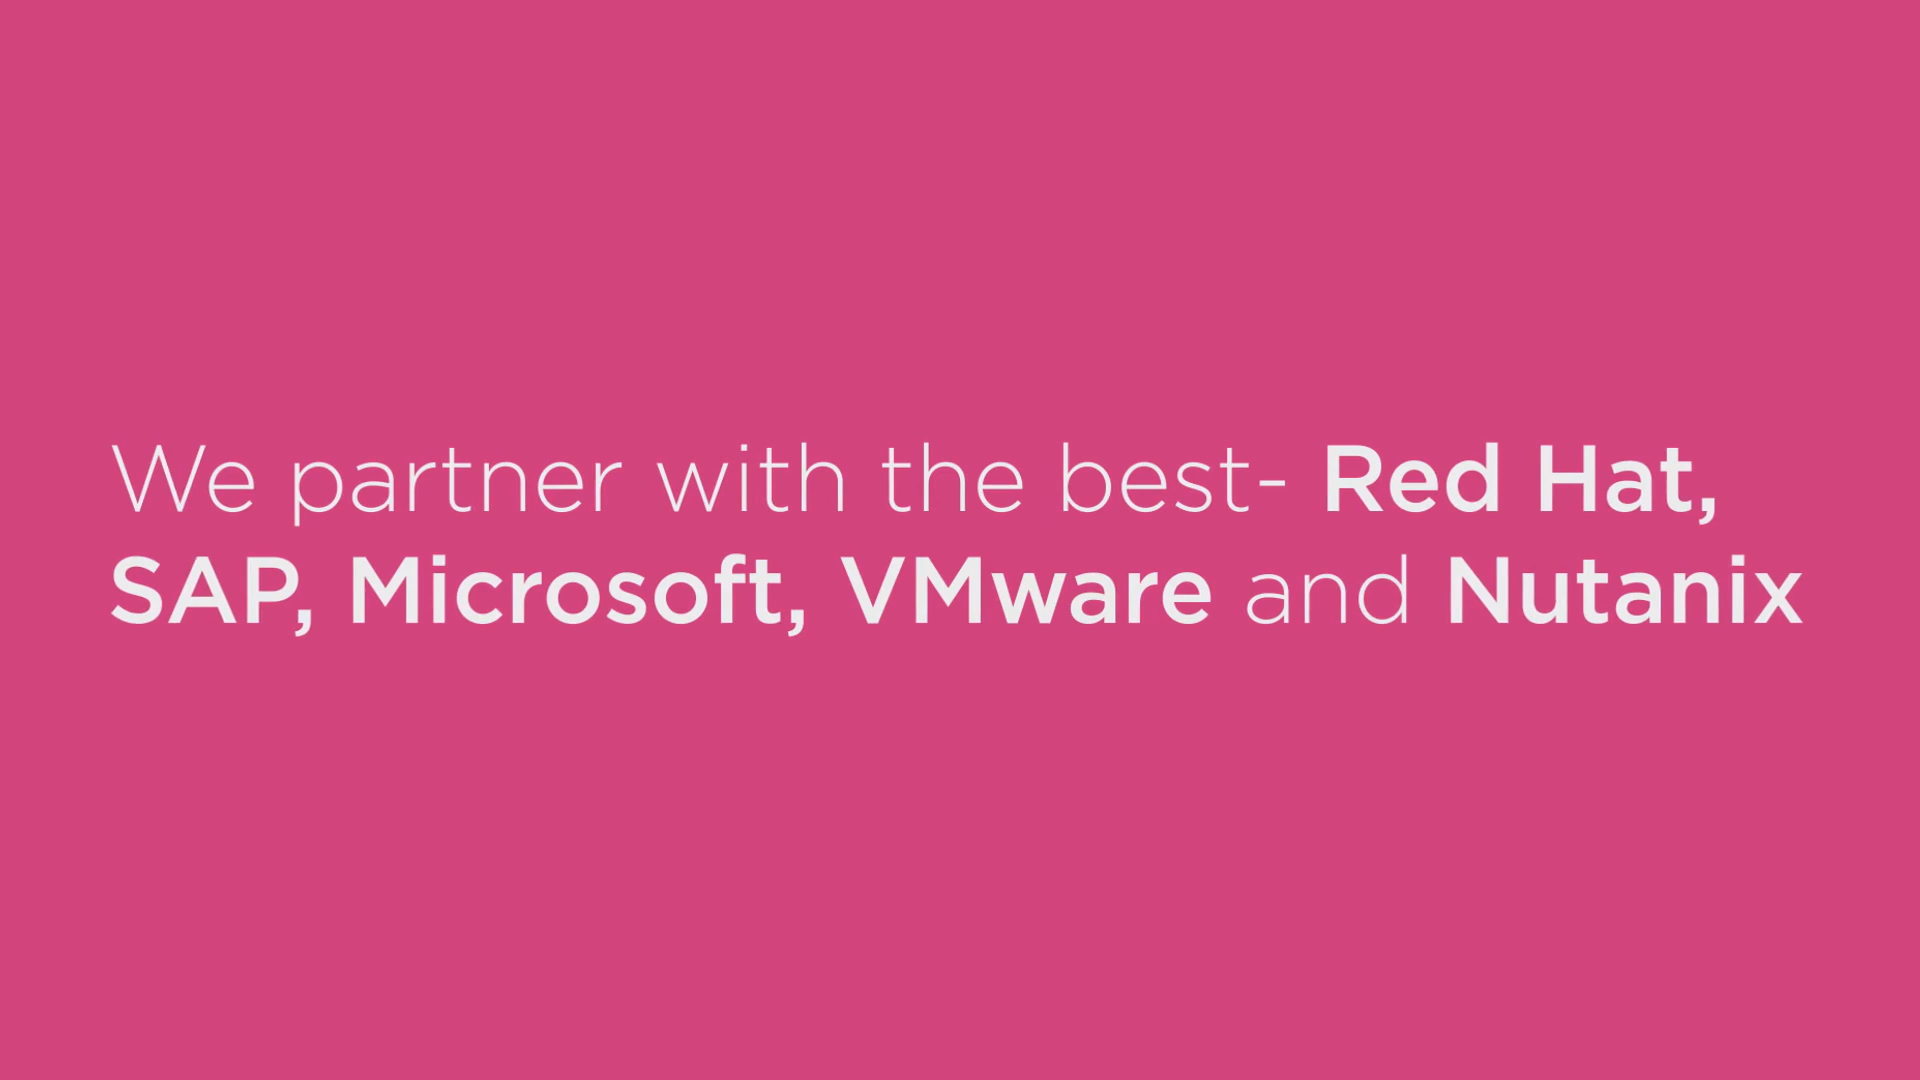 We partner with the best- Red Hat,
SAP, Microsoft, VMware and Nutanix